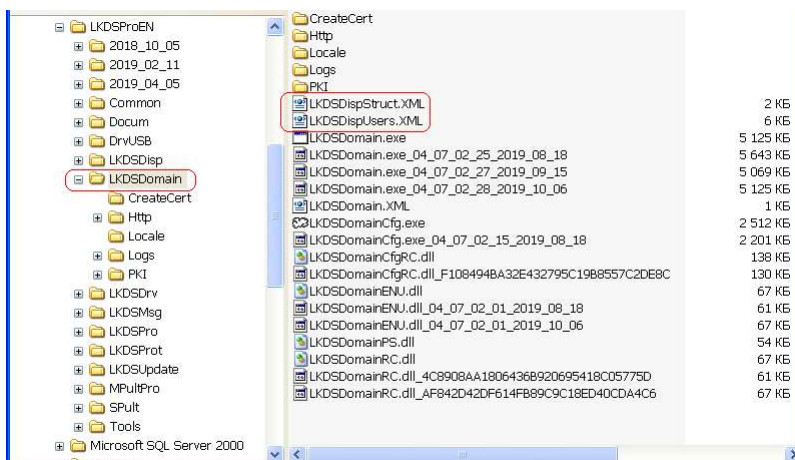 LKDSProEN
2018_10_05
2019_02_11
2019_04_05
Common
Docum
DrvUSB
LKDSDisp
LKDSDomain
CreateCert
Http
Locale
Logs
PKI
LKDSDrv
LKDSMsg
LKDSPro
LKDSProt
LKDSUpdate
MPultPro
SPult
Tools
Microsoft SQL Server 2000
CreateCert
Http
Locale
Logs
PKI
LKDSDispStruct.XML 2 КБ
LKDSDispUsers.XML 6 КБ
LKDSDomain.exe 5 125 КБ
LKDSDomain.exe_04_07_02_25_2019_08_18 5 643 КБ
LKDSDomain.exe_04_07_02_27_2019_09_15 5 069 КБ
LKDSDomain.exe_04_07_02_28_2019_10_06 5 125 КБ
LKDSDomain.XML 1 КБ
LKDSDomainCfg.exe 2 512 КБ
LKDSDomainCfg.exe_04_07_02_15_2019_08_18 2 201 КБ
LKDSDomainCfgRC.dll 138 КБ
LKDSDomainCfgRC.dll_F108494BA32E432795C19B8557C2DE8C 130 КБ
LKDSDomainENU.dll 67 КБ
LKDSDomainENU.dll_04_07_02_01_2019_08_18 61 КБ
LKDSDomainENU.dll_04_07_02_01_2019_10_06 67 КБ
LKDSDomainPS.dll 54 КБ
LKDSDomainRC.dll 67 КБ
LKDSDomainRC.dll_4C8908AA1806436B920695418C05775D 61 КБ
LKDSDomainRC.dll_AF842D42DF614FB89C9C18ED40CDA4C6 67 КБ